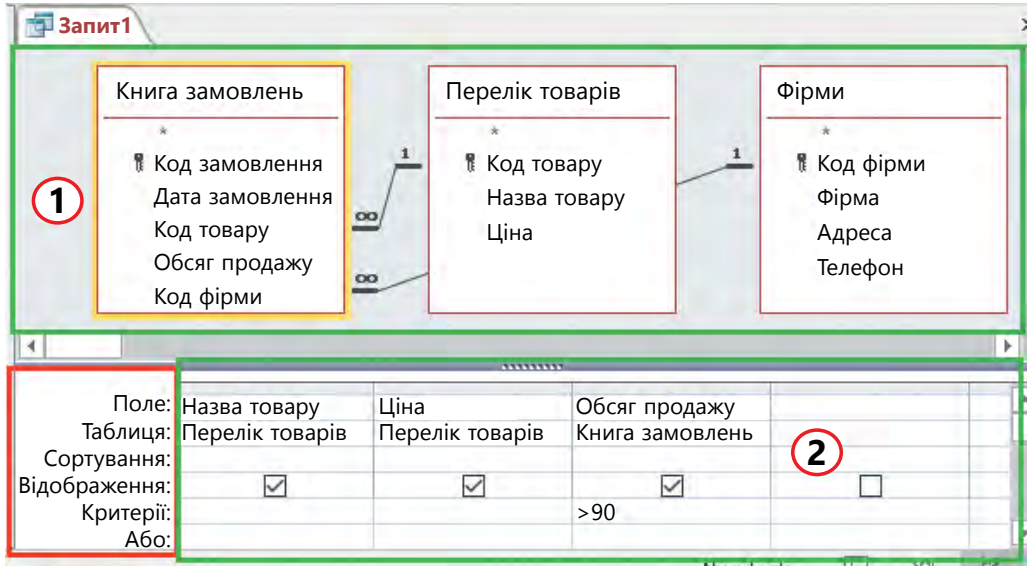 Запит1
Книга замовлень
*
Код замовлення
Дата замовлення
Код товару
Обсяг продажу
Код фірми
1
∞
∞
Перелік товарів
*
Код товару
Назва товару
Ціна
1
Фірми
*
Код фірми
Фірма
Адреса
Телефон
1
Поле: Назва товару Ціна Обсяг продажу
Таблиця: Перелік товарів Перелік товарів Книга замовлень
Сортування:
2
Відображення:
Критерії: >90
Або: